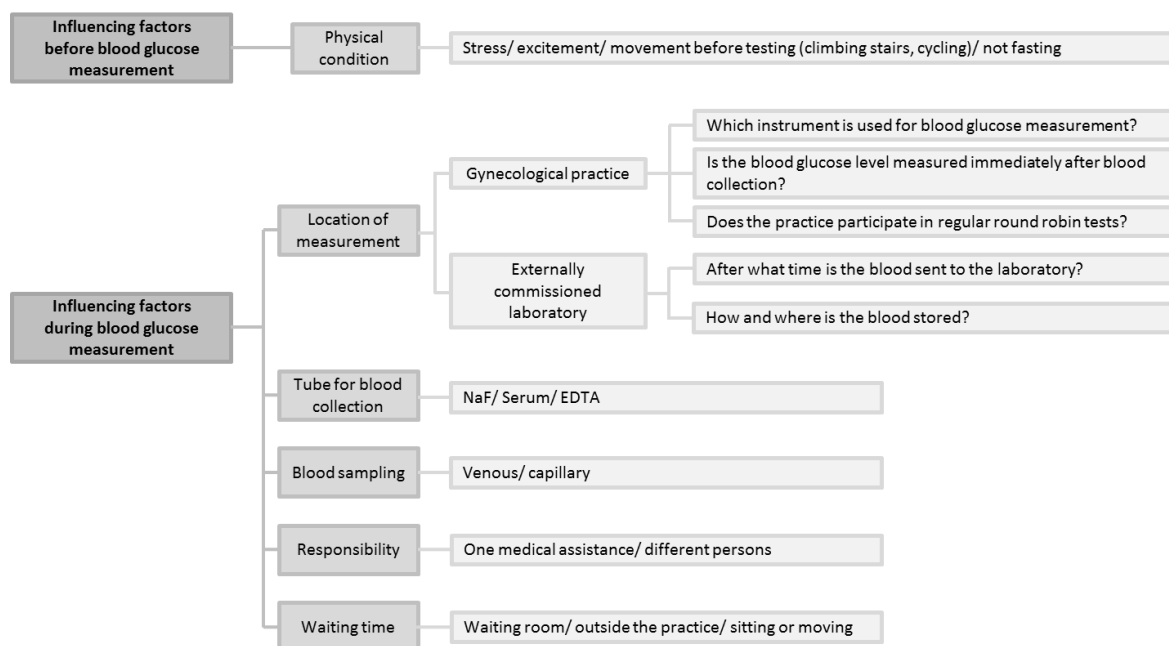 Influencing factors
before blood glucose
measurement
Physical
condition
Stress/ excitement/ movement before testing (climbing stairs, cycling)/ not fasting
Influencing factors
during blood glucose
measurement
Location of
measurement
Gynecological practice
Which instrument is used for blood glucose measurement?
Is the blood glucose level measured immediately after blood
collection?
Does the practice participate in regular round robin tests?
Externally
commissioned
laboratory
After what time is the blood sent to the laboratory?
How and where is the blood stored?
Tube for blood
collection
NaF/ Serum/ EDTA
Blood sampling
Venous/ capillary
Responsibility
One medical assistance/ different persons
Waiting time
Waiting room/ outside the practice/ sitting or moving